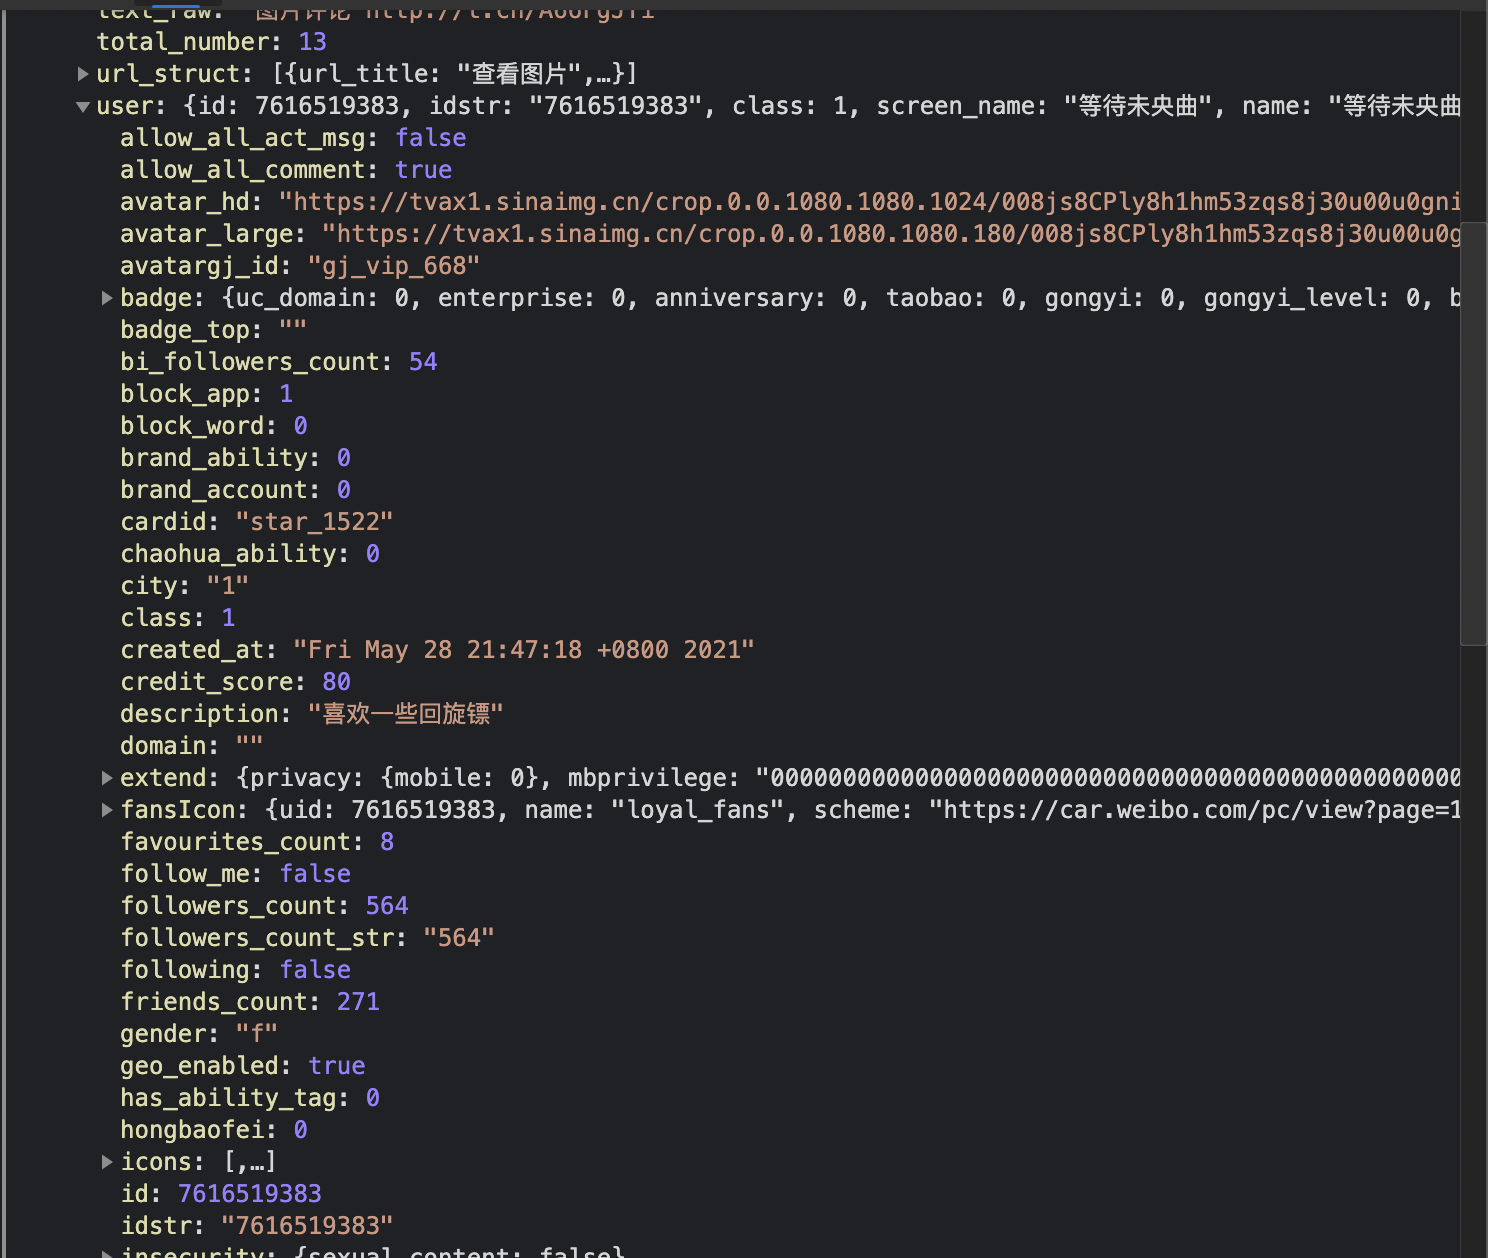 text_raw: "图片评论 http://t.cn/
total_number: 13
url_struct: [{url_title: "查看图片",…}]
user: {id: 7616519383, idstr: "7616519383", class: 1, screen_name: "等待未央曲", name: "等待未央曲
allow_all_act_msg: false
allow_all_comment: true
avatar_hd: "https://tvax1.sinaimg.cn/crop.0.0.1080.1080.1024/008js8CPly8h1hm53zqs8j30u00u0gni
avatar_large: "https://tvax1.sinaimg.cn/crop.0.0.1080.1080.180/008js8CPly8h1hm53zqs8j30u00u0g
avatargj_id: "gj_vip_668"
badge: {uc_domain: 0, enterprise: 0, anniversary: 0, taobao: 0, gongyi: 0, gongyi_level: 0, b
badge_top: ""
bi_followers_count: 54
block_app: 1
block_word: 0
brand_ability: 0
brand_account: 0
cardid: "star_1522"
chaohua_ability: 0
city: "1"
class: 1
created_at: "Fri May 28 21:47:18 +0800 2021"
credit_score: 80
description: "喜欢一些回旋镖"
domain: ""
extend: {privacy: {mobile: 0}, mbprivilege: "000000000000000000000000000000000000000000000000
fansIcon: {uid: 7616519383, name: "loyal_fans", scheme: "https://car.weibo.com/pc/view?page=1
favourites_count: 8
follow_me: false
followers_count: 564
followers_count_str: "564"
following: false
friends_count: 271
gender: "f"
geo_enabled: true
has_ability_tag: 0
hongbaofei: 0
icons: [,…]
id: 7616519383
idstr: "7616519383"
insecurity: {sexual_content: false}